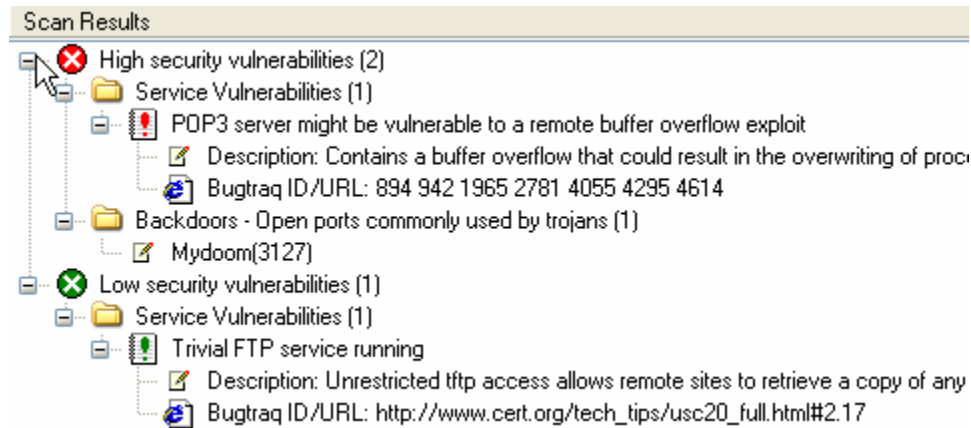 Scan Results
High security vulnerabilities (2)
Service Vulnerabilities (1)
POP3 server might be vulnerable to a remote buffer overflow exploit
Description: Contains a buffer overflow that could result in the overwriting of
Bugtraq ID/URL: 894 942 1965 2781 4055 4295 4614
Backdoors - Open ports commonly used by trojans (1)
Mydoom(3127)
Low security vulnerabilities (1)
Service Vulnerabilities (1)
Trivial FTP service running
Description: Unrestricted tftp access allows remote sites to retrieve a copy of any
Bugtraq ID/URL: http://www.cert.org/tech_tips/usc20_full.html#2.17